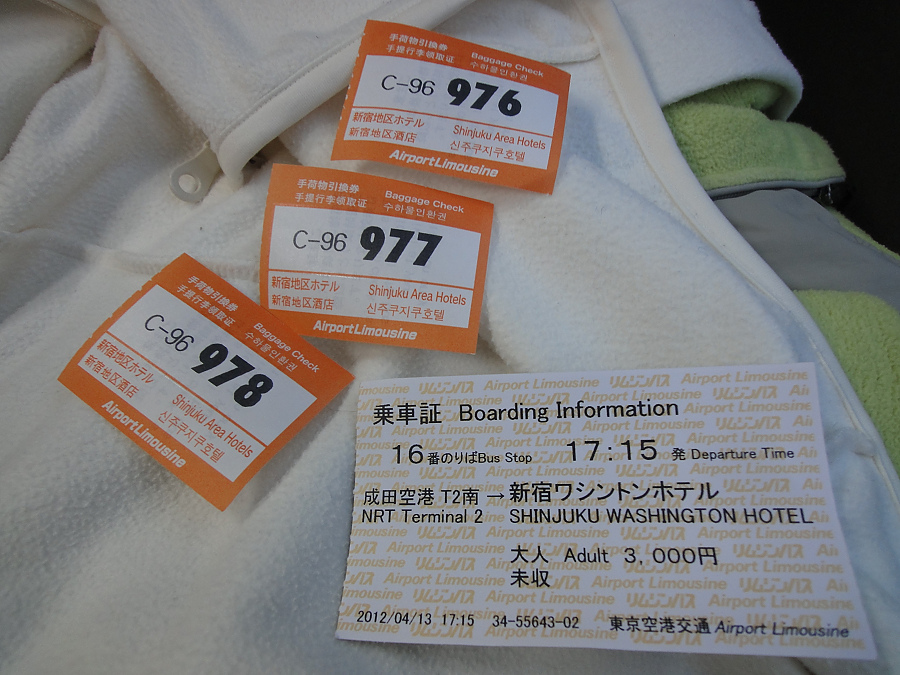 手荷物引換券 Baggage Check
手提行李领取证 수하물인환권
C-96 976
新宿地区ホテル Shinjuku Area Hotels
新宿地区酒店 신주쿠지쿠호텔
AirportLimousine
手荷物引換券 Baggage Check
手提行李领取证 수하물인환권
C-96 977
新宿地区ホテル Shinjuku Area Hotels
新宿地区酒店 신주쿠지쿠호텔
AirportLimousine
手荷物引換券 Baggage Check
手提行李领取证 수하물인환권
C-96 978
新宿地区ホテル Shinjuku Area Hotels
新宿地区酒店 신주쿠지쿠호텔
AirportLimousine
乗車証 Boarding Information
16番のりばBus Stop 17:15 発 Departure Time
成田空港 T2南 → 新宿ワシントンホテル
NRT Terminal 2 SHINJUKU WASHINGTON HOTEL
大人 Adult 3,000円
未収
2012/04/13 17:15 34-55643-02 東京空港交通 Airport Limousine